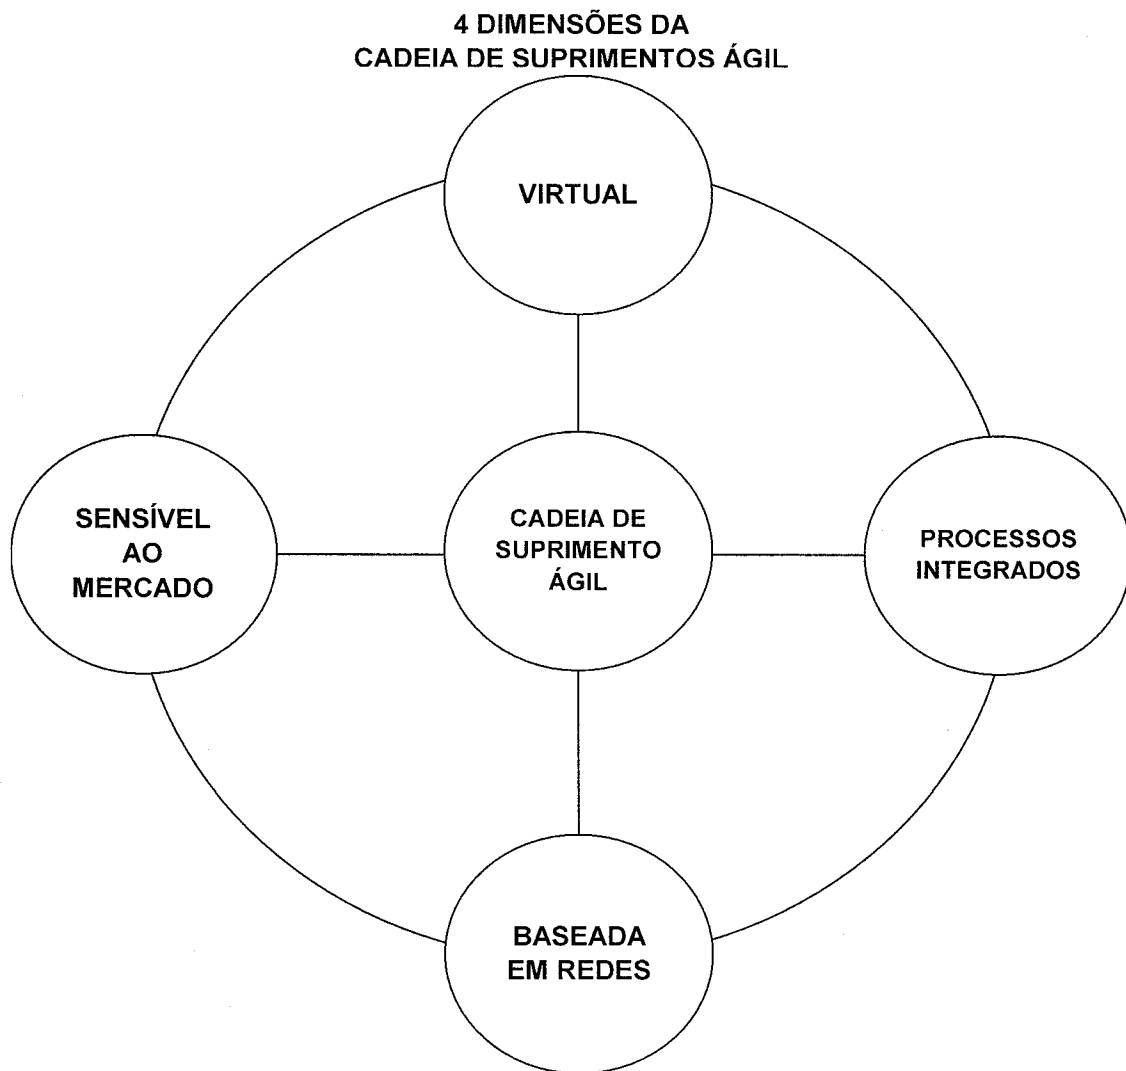 4 DIMENSÕES DA
CADEIA DE SUPRIMENTOS ÁGIL
VIRTUAL
SENSÍVEL
AO
MERCADO
CADEIA DE
SUPRIMENTO
ÁGIL
PROCESSOS
INTEGRADOS
BASEADA
EM REDES